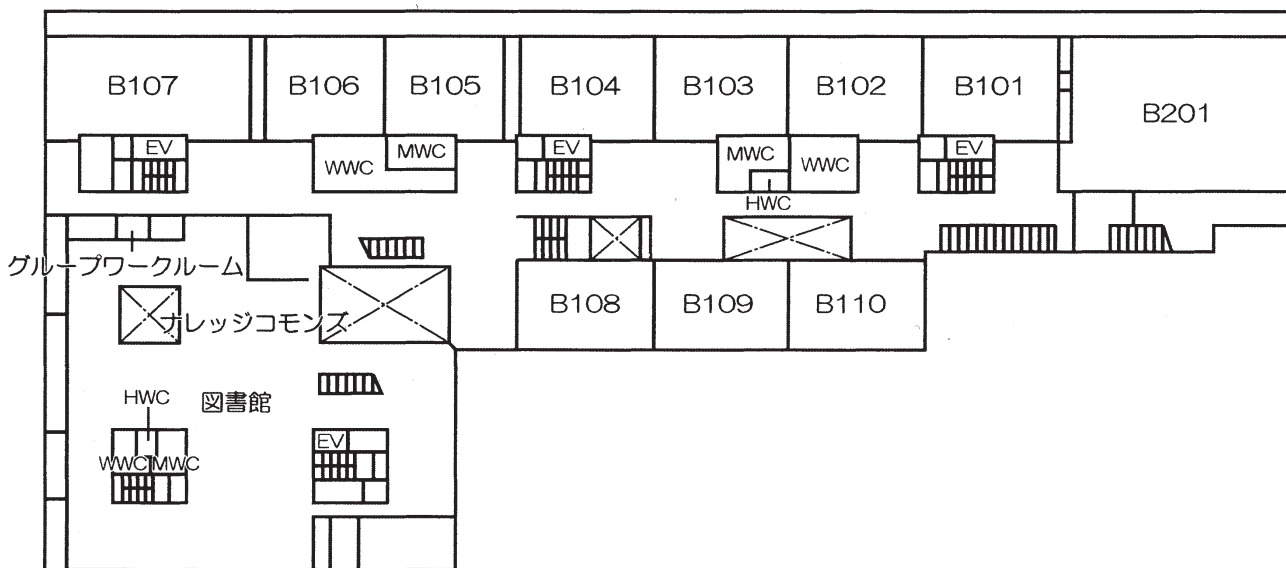 B107
B106
B105
B104
B103
B102
B101
B201
EV
WWC
MWC
EV
MWC
WWC
EV
HWC
グループワークルーム
B108
B109
B110
ナレッジコモンズ
HWC
図書館
EV
WWC
MWC